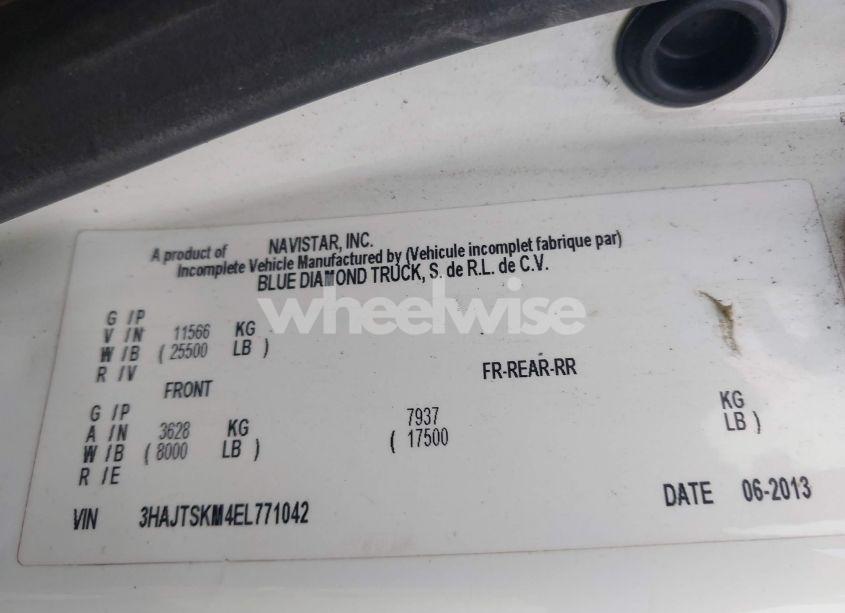 A product of NAVISTAR, INC.
Incomplete Vehicle Manufactured by (Vehicule incomplet fabrique par)
BLUE DIAMOND TRUCK, S. de R.L. de C.V.
wheelwise
G /P
V /N 11566 KG
W /B ( 25500 LB )
R /V
FRONT FR-REAR-RR
G /P
A /N 3628 KG 7937 KG
W /B ( 8000 LB ) ( 17500 LB )
R /E
VIN 3HAJTSKM4EL771042 DATE 06-2013